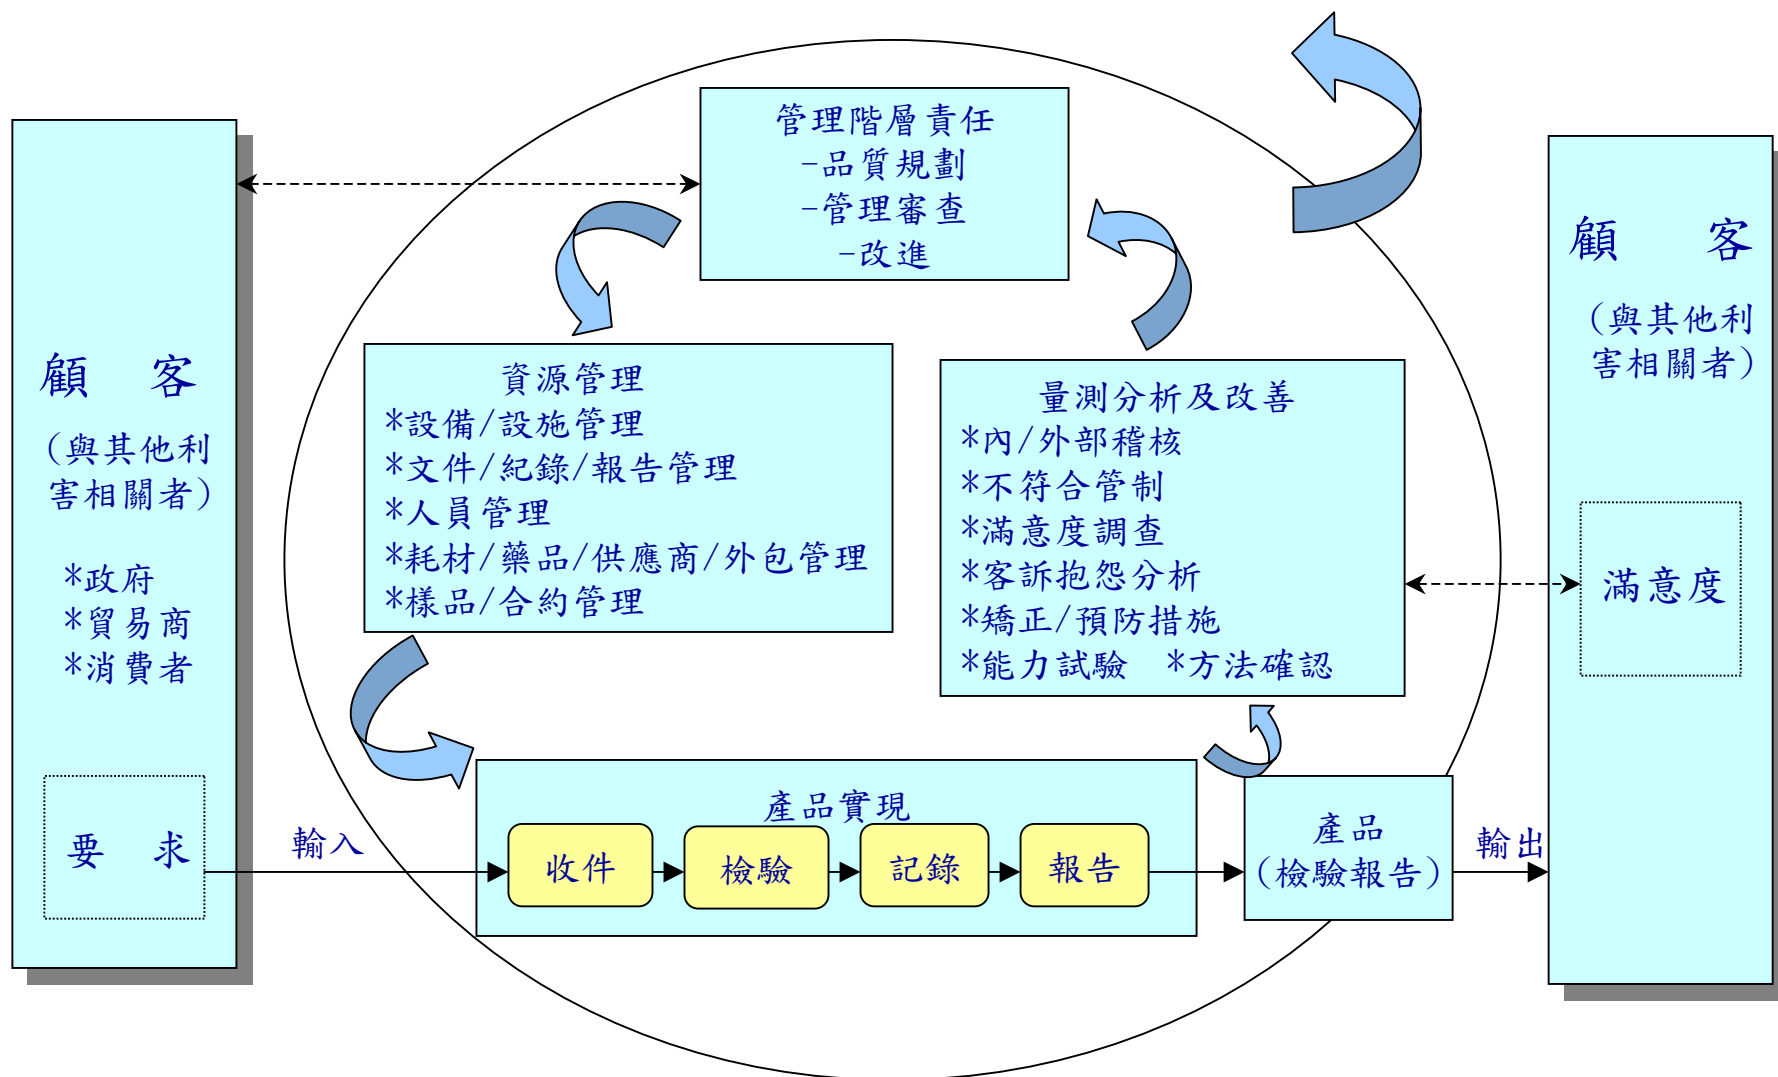 顧 客
(與其他利
害相關者)
*政府
*貿易商
*消費者
要 求
輸入
管理階層責任
-品質規劃
-管理審查
-改進
資源管理
*設備/設施管理
*文件/紀錄/報告管理
*人員管理
*耗材/藥品/供應商/外包管理
*樣品/合約管理
量測分析及改善
*內/外部稽核
*不符合管制
*滿意度調查
*客訴抱怨分析
*矯正/預防措施
*能力試驗 *方法確認
產品實現
收件
檢驗
記錄
報告
產品
(檢驗報告)
輸出
顧 客
(與其他利
害相關者)
滿意度